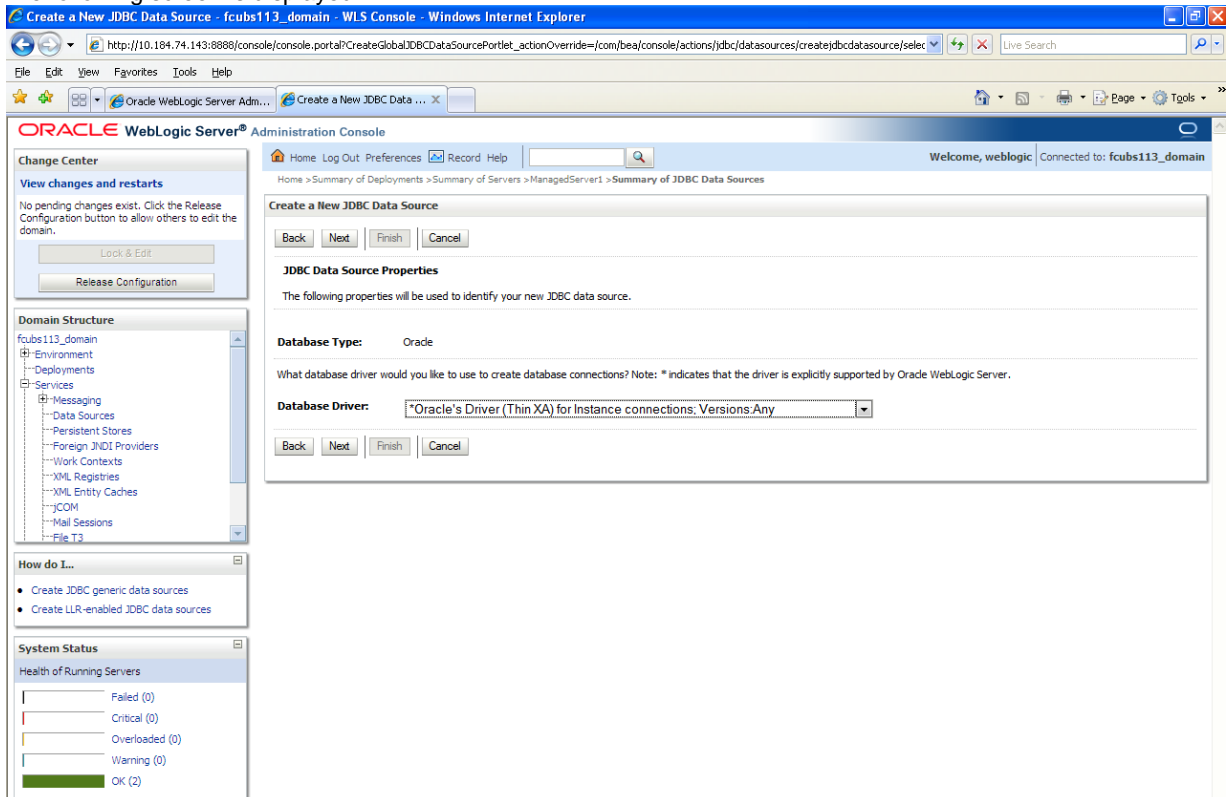 Create a New JDBC Data Source - fcubs113_domain - WLS Console - Windows Internet Explorer
http://10.184.74.143:8888/console/console.portal?CreateGlobalJDBCDataSourcePortlet_actionOverride=/com/bea/console/actions/jdbc/datasources/createjdbcdatasource/selec
Live Search
File Edit View Favorites Tools Help
Oracle WebLogic Server Adm...
Create a New JDBC Data ... X
Page Tools »
ORACLE WebLogic Server® Administration Console
Change Center
View changes and restarts
No pending changes exist. Click the Release
Configuration button to allow others to edit the
domain.
Lock & Edit
Release Configuration
Domain Structure
fcubs113_domain
Environment
Deployments
Services
Messaging
Data Sources
Persistent Stores
Foreign JNDI Providers
Work Contexts
XML Registries
XML Entity Caches
jCOM
Mail Sessions
File T3
How do I...
Create JDBC generic data sources
Create LLR-enabled JDBC data sources
System Status
Health of Running Servers
Failed (0)
Critical (0)
Overloaded (0)
Warning (0)
OK (2)
Home Log Out Preferences Record Help
Welcome, weblogic Connected to: fcubs113_domain
Home >Summary of Deployments >Summary of Servers >ManagedServer1 >Summary of JDBC Data Sources
Create a New JDBC Data Source
Back Next Finish Cancel
JDBC Data Source Properties
The following properties will be used to identify your new JDBC data source.
Database Type: Oracle
What database driver would you like to use to create database connections? Note: * indicates that the driver is explicitly supported by Oracle WebLogic Server.
Database Driver: *Oracle's Driver (Thin XA) for Instance connections; Versions:Any
Back Next Finish Cancel